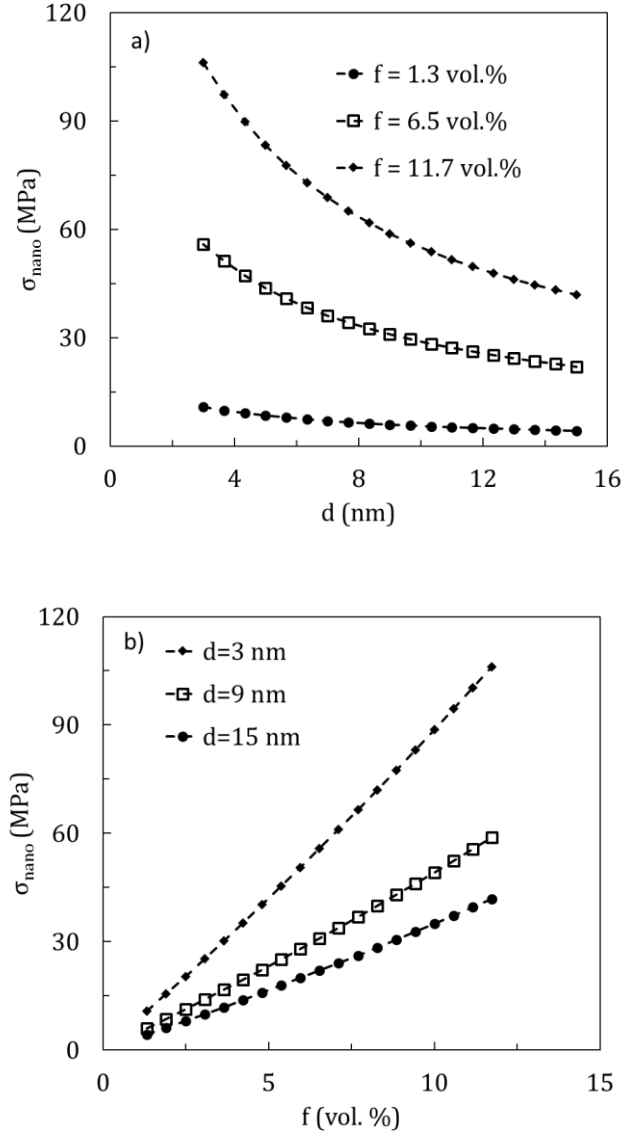 120
a)
f = 1.3 vol.%
90
f = 6.5 vol.%
f = 11.7 vol.%
σnano (MPa)
60
30
0
0 4 8 12 16
d (nm)
120
b)
d=3 nm
d=9 nm
90
d=15 nm
σnano (MPa)
60
30
0
0 5 10 15
f (vol. %)